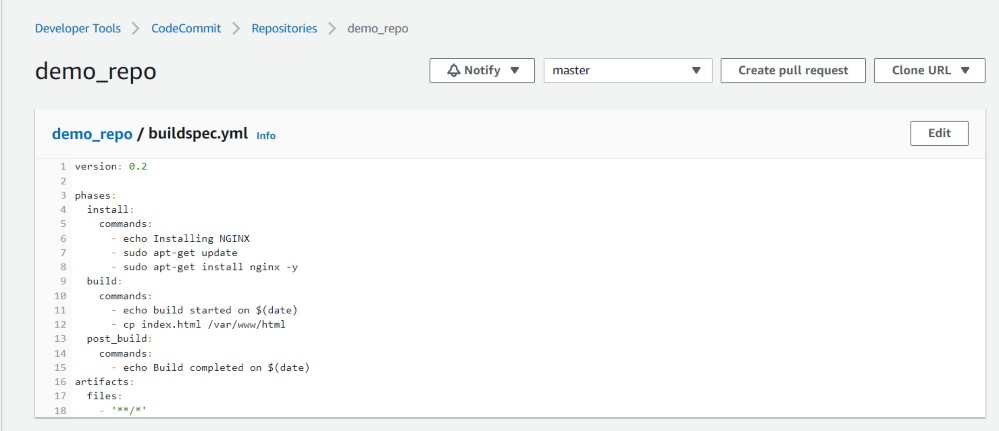 Developer Tools > CodeCommit > Repositories > demo_repo
demo_repo
Notify ▼ master ▼ Create pull request Clone URL ▼
demo_repo / buildspec.yml Info Edit
1 version: 0.2
2
3 phases:
4   install:
5     commands:
6       - echo Installing NGINX
7       - sudo apt-get update
8       - sudo apt-get install nginx -y
9   build:
10     commands:
11       - echo build started on $(date)
12       - cp index.html /var/www/html
13   post_build:
14     commands:
15       - echo Build completed on $(date)
16 artifacts:
17   files:
18     - '**/*'